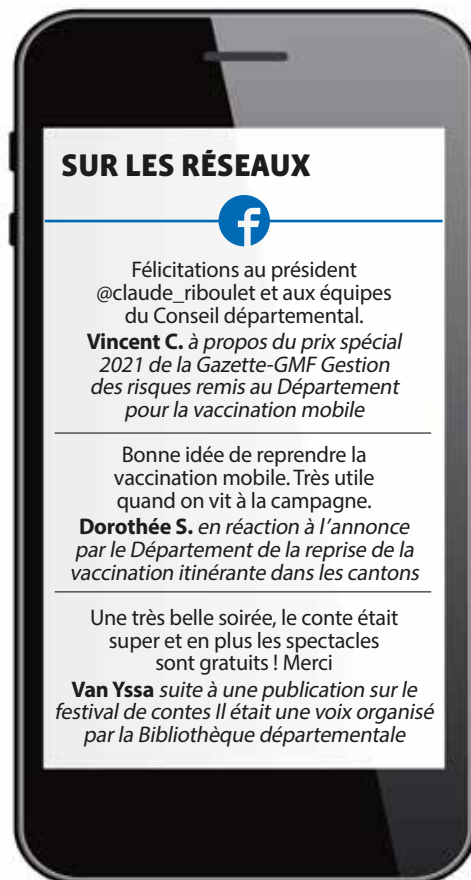 SUR LES RÉSEAUX
f
Félicitations au président
@claude_riboulet et aux équipes
du Conseil départemental.
Vincent C. à propos du prix spécial
2021 de la Gazette-GMF Gestion
des risques remis au Département
pour la vaccination mobile
Bonne idée de reprendre la
vaccination mobile. Très utile
quand on vit à la campagne.
Dorothée S. en réaction à l’annonce
par le Département de la reprise de la
vaccination itinérante dans les cantons
Une très belle soirée, le conte était
super et en plus les spectacles
sont gratuits ! Merci
Van Yssa suite à une publication sur le
festival de contes Il était une voix organisé
par la Bibliothèque départementale